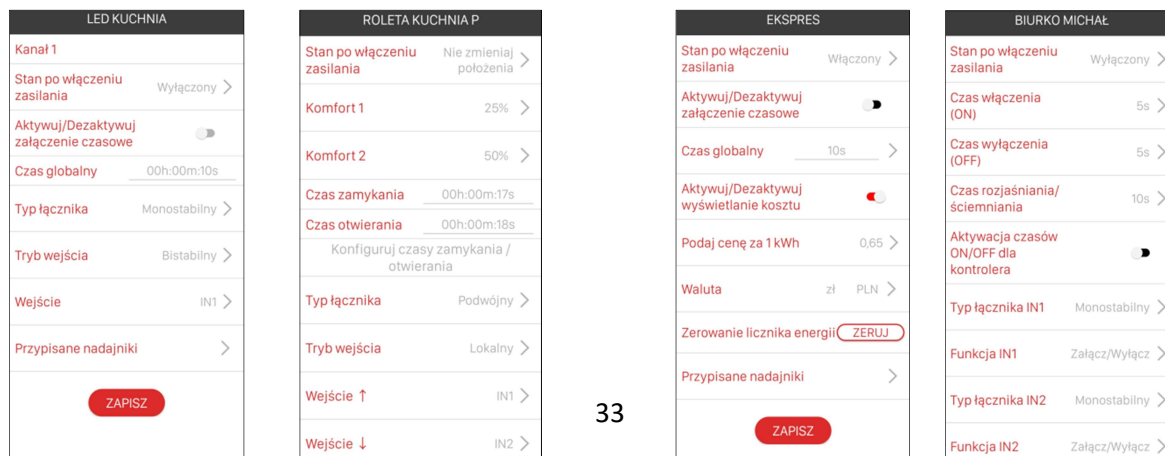 LED KUCHNIA
Kanał 1
Stan po włączeniu
zasilania
Wyłączony
Aktywuj/Dezaktywuj
załączenie czasowe
Czas globalny 00h:00m:10s
Typ łącznika Monostabilny
Tryb wejścia Bistabilny
Wejście IN1
Przypisane nadajniki
ZAPISZ
ROLETA KUCHNIA P
Stan po włączeniu Nie zmieniaj
zasilania położenia
Komfort 1 25%
Komfort 2 50%
Czas zamykania 00h:00m:17s
Czas otwierania 00h:00m:18s
Konfiguruj czasy zamykania /
otwierania
Typ łącznika Podwójny
Tryb wejścia Lokalny
Wejście ↑ IN1
Wejście ↓ IN2
33
EKSPRES
Stan po włączeniu
zasilania
Włączony
Aktywuj/Dezaktywuj
załączenie czasowe
Czas globalny 10s
Aktywuj/Dezaktywuj
wyświetlanie kosztu
Podaj cenę za 1 kWh 0,65
Waluta zł PLN
Zerowanie licznika energii ZERUJ
Przypisane nadajniki
ZAPISZ
BIURKO MICHAŁ
Stan po włączeniu
zasilania
Wyłączony
Czas włączenia
(ON)
5s
Czas wyłączenia
(OFF)
5s
Czas rozjaśniania/
ściemniania
10s
Aktywacja czasów
ON/OFF dla
kontrolera
Typ łącznika IN1 Monostabilny
Funkcja IN1 Załącz/Wyłącz
Typ łącznika IN2 Monostabilny
Funkcja IN2 Załącz/Wyłącz